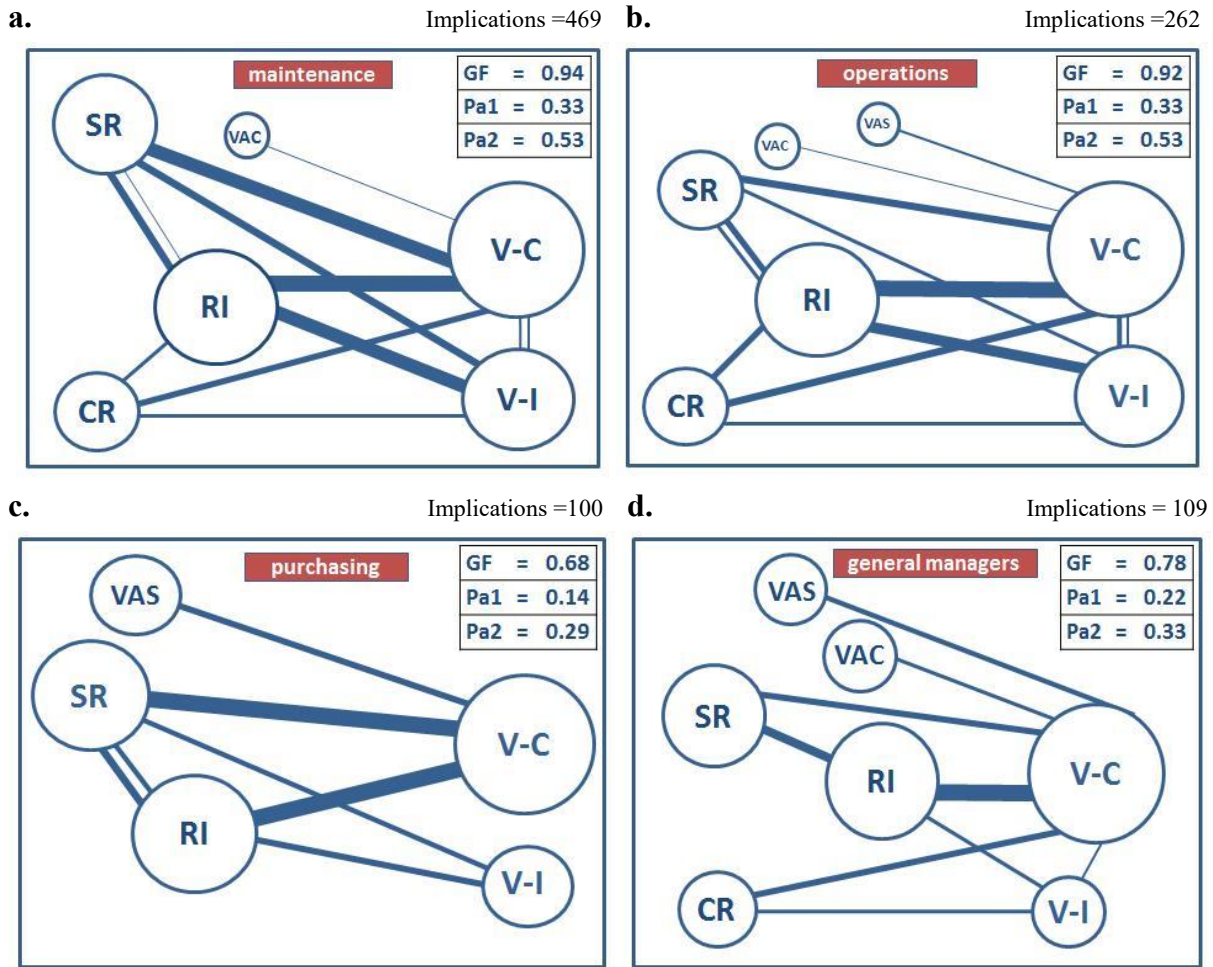 a.
Implications =469
maintenance
GF = 0.94
Pa1 = 0.33
Pa2 = 0.53
SR
VAC
V-C
RI
CR
V-I
b.
Implications =262
operations
GF = 0.92
Pa1 = 0.33
Pa2 = 0.53
VAS
VAC
SR
V-C
RI
CR
V-I
c.
Implications =100
purchasing
GF = 0.68
Pa1 = 0.14
Pa2 = 0.29
VAS
SR
V-C
RI
V-I
d.
Implications = 109
general managers
GF = 0.78
Pa1 = 0.22
Pa2 = 0.33
VAS
VAC
SR
V-C
RI
CR
V-I